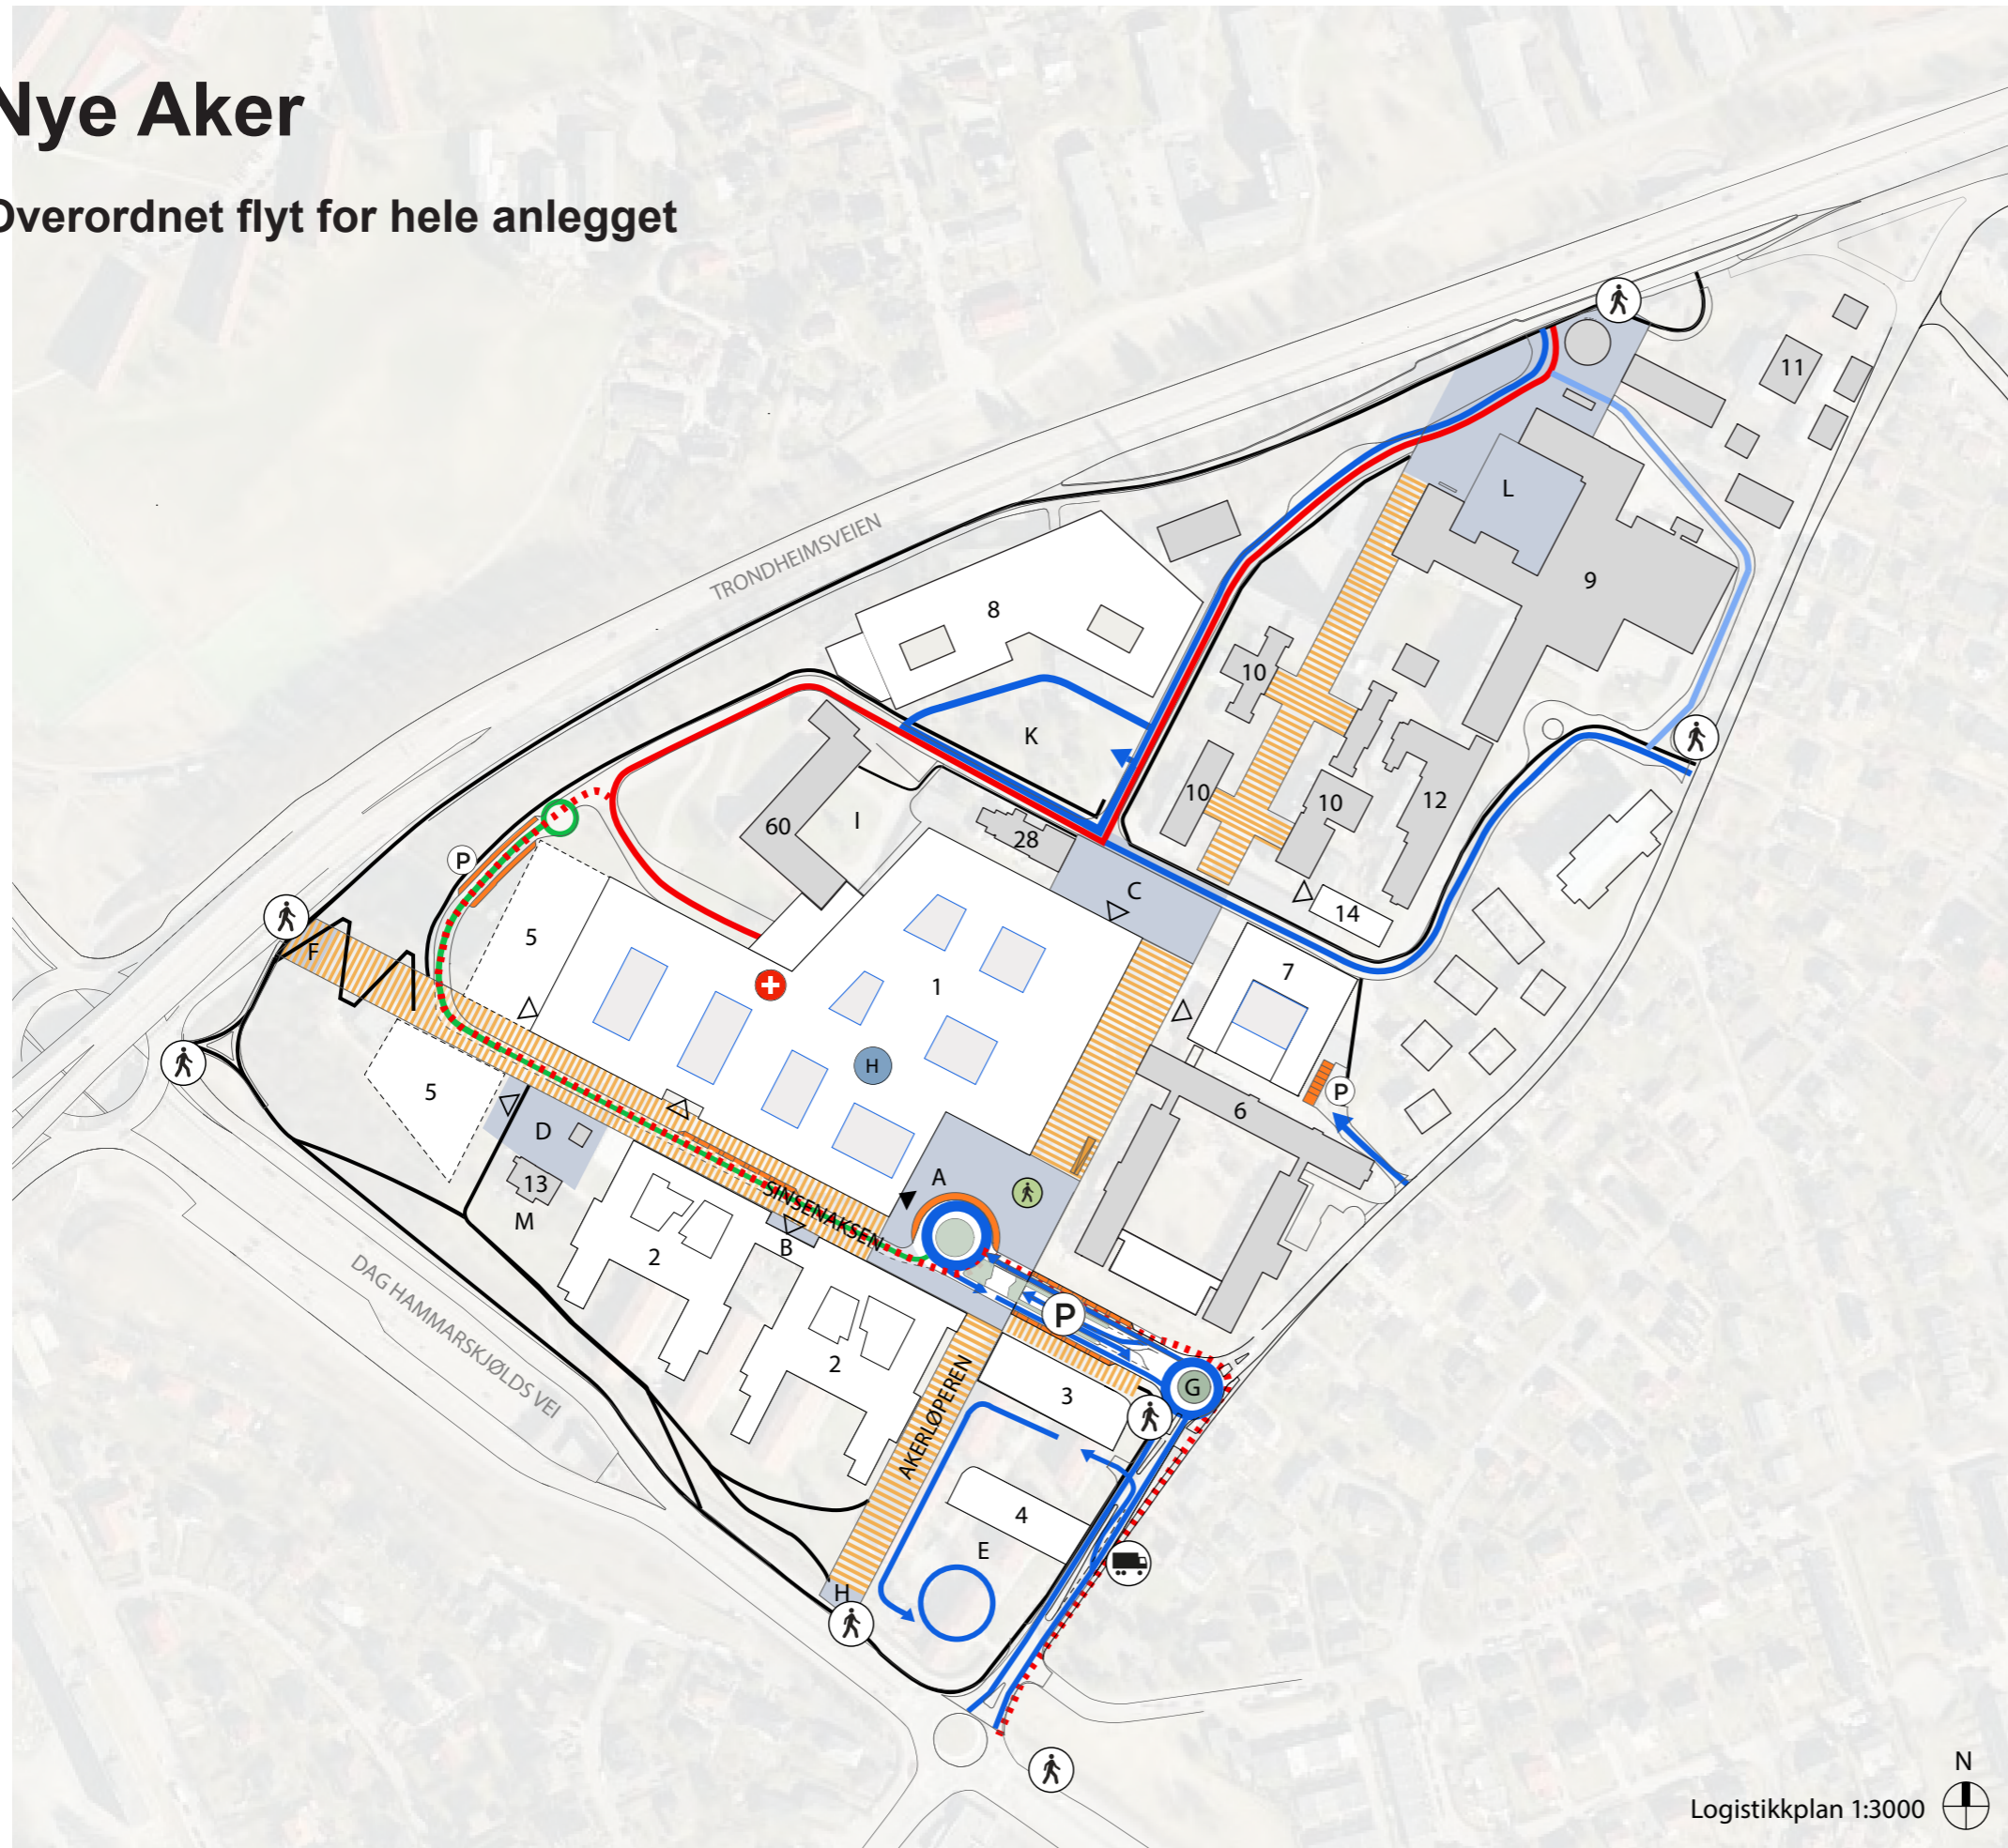 Nye Aker
Overordnet flyt for hele anlegget
11
L
TRONDHEIMSVEIEN
9
8
10
K
10
10
12
60
I
28
C
14
P
5
F
7
1
H
P
5
6
D
13
A
M
SINSENAKSEN
B
2
P
2
G
3
AKERLØPEREN
DAG HAMMARSKJØLDS VEI
4
E
H
N
Logistikkplan 1:3000